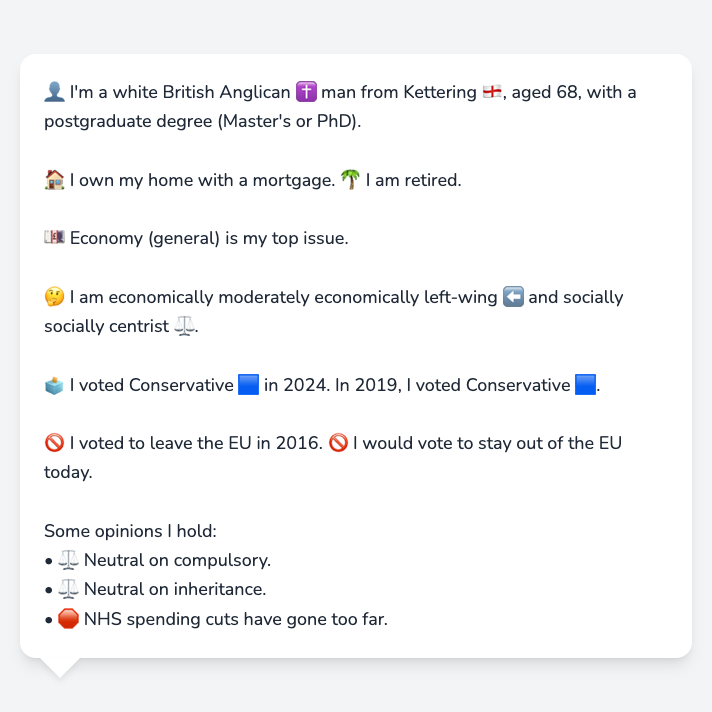 👤 I'm a white British Anglican ✝️ man from Kettering 🏴󠁧󠁢󠁥󠁮󠁧󠁿, aged 68, with a
postgraduate degree (Master's or PhD).
🏠 I own my home with a mortgage. 🌴 I am retired.
💷 Economy (general) is my top issue.
🤔 I am economically moderately economically left-wing ⬅️ and socially
socially centrist ⚖️.
🗳️ I voted Conservative 🟦 in 2024. In 2019, I voted Conservative 🟦.
🚫 I voted to leave the EU in 2016. 🚫 I would vote to stay out of the EU
today.
Some opinions I hold:
• ⚖️ Neutral on compulsory.
• ⚖️ Neutral on inheritance.
• 🛑 NHS spending cuts have gone too far.